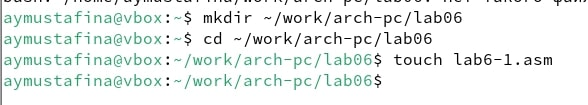 aymustafina@vbox:~$ mkdir ~/work/arch-pc/lab06
aymustafina@vbox:~$ cd ~/work/arch-pc/lab06
aymustafina@vbox:~/work/arch-pc/lab06$ touch lab6-1.asm
aymustafina@vbox:~/work/arch-pc/lab06$